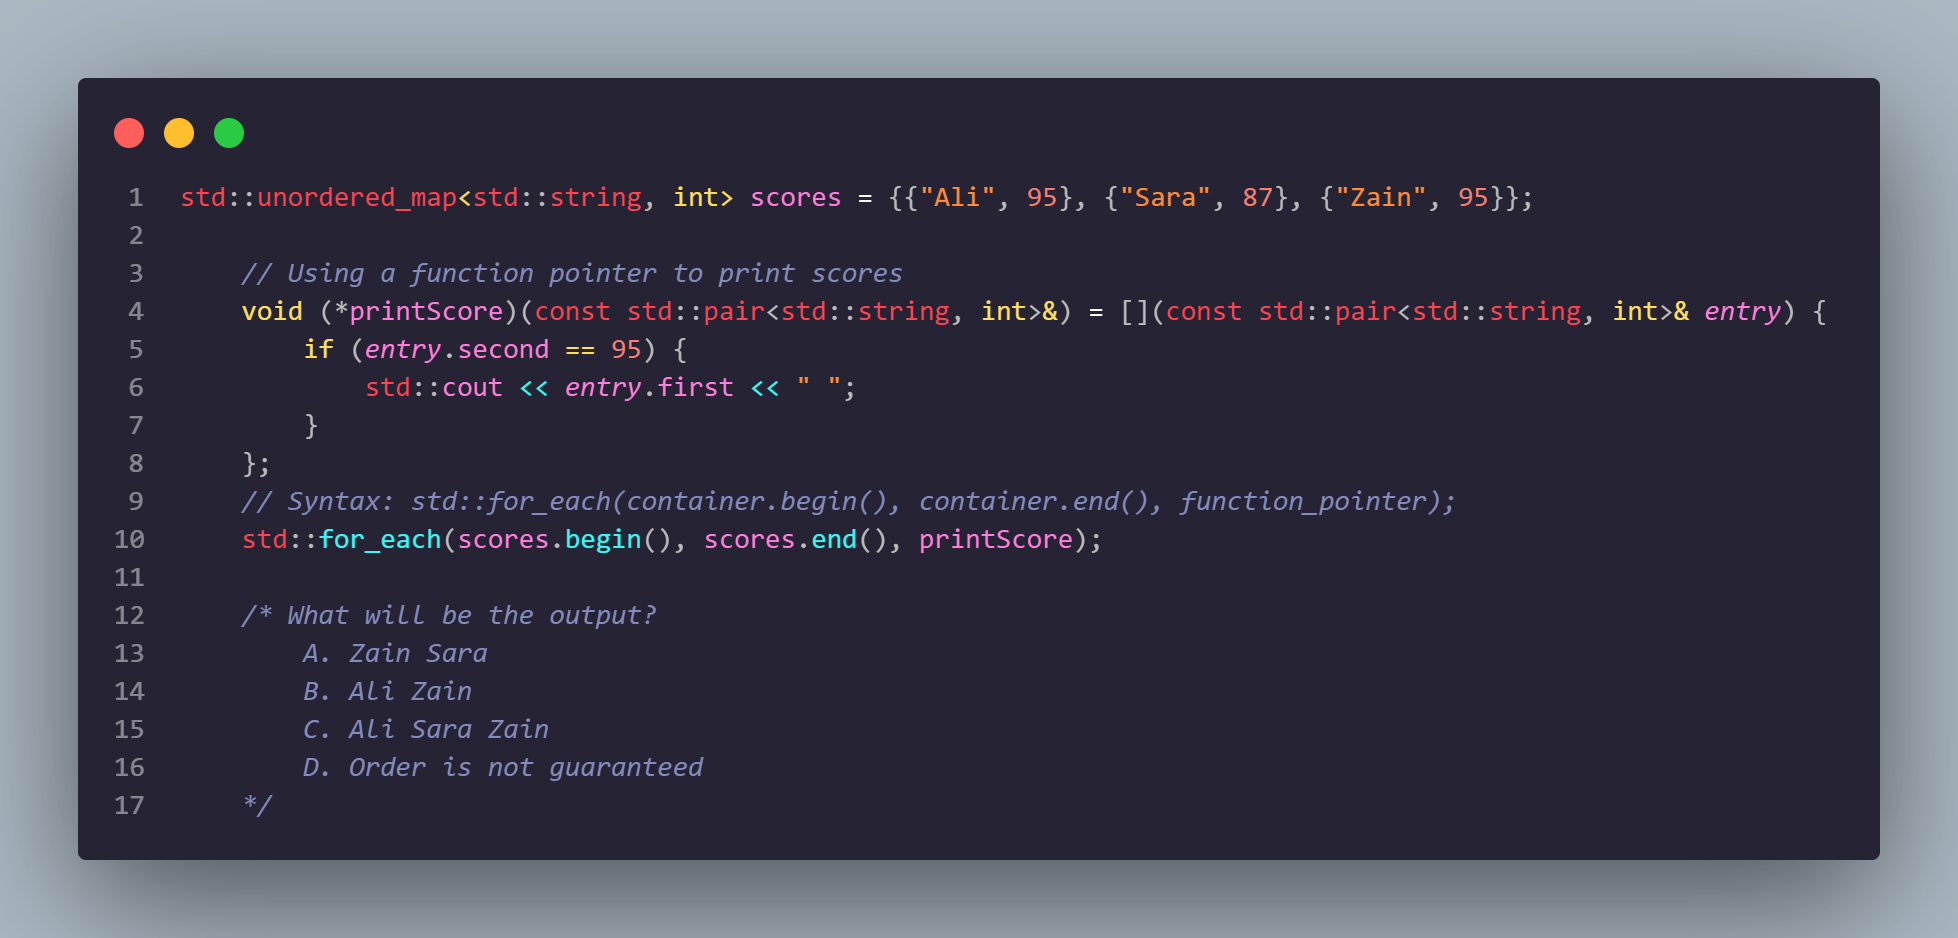 1 std::unordered_map<std::string, int> scores = {{"Ali", 95}, {"Sara", 87}, {"Zain", 95}};
2
3     // Using a function pointer to print scores
4     void (*printScore)(const std::pair<std::string, int>&) = [](const std::pair<std::string, int>& entry) {
5         if (entry.second == 95) {
6             std::cout << entry.first << " ";
7         }
8     };
9     // Syntax: std::for_each(container.begin(), container.end(), function_pointer);
10     std::for_each(scores.begin(), scores.end(), printScore);
11
12     /* What will be the output?
13         A. Zain Sara
14         B. Ali Zain
15         C. Ali Sara Zain
16         D. Order is not guaranteed
17     */